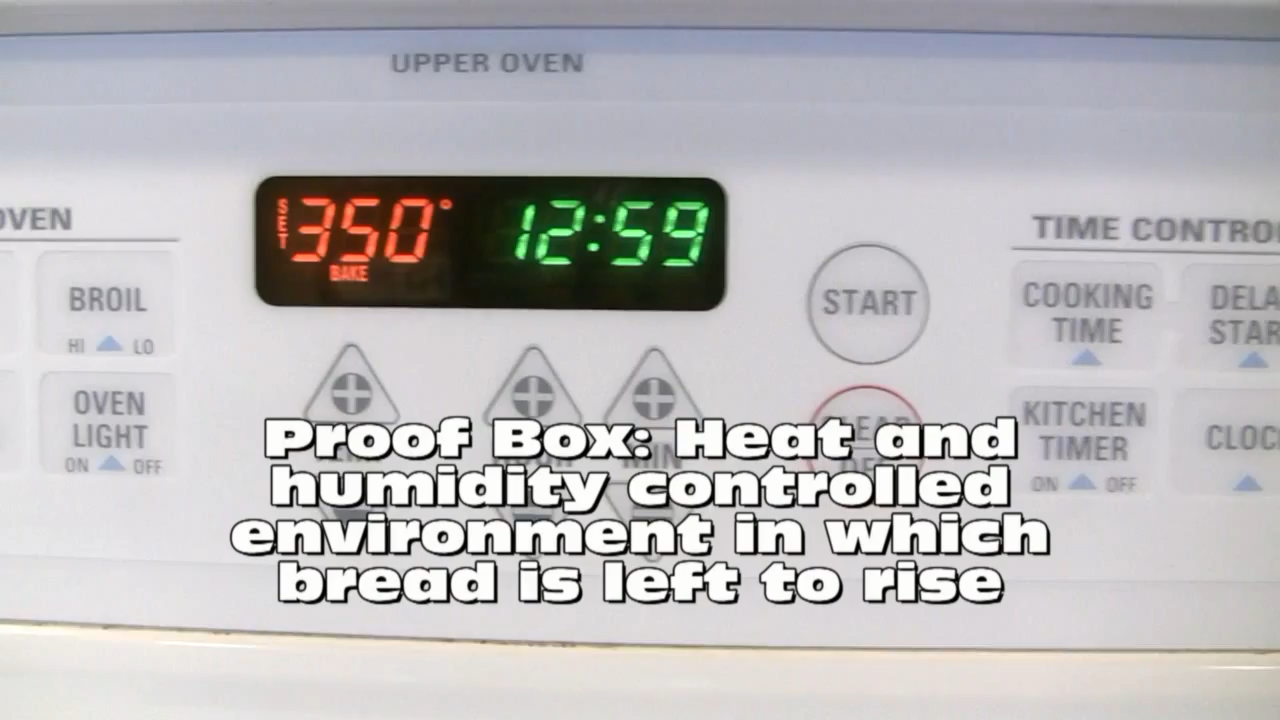 UPPER OVEN
SET 350° 12:59
BAKE
OVEN
BROIL
HI LO
OVEN
LIGHT
ON OFF
START
TIME CONTRO
COOKING
TIME
DELA
STAR
KITCHEN
TIMER
ON OFF
CLOC
CLEAR
MIN
Proof Box: Heat and
humidity controlled
environment in which
bread is left to rise